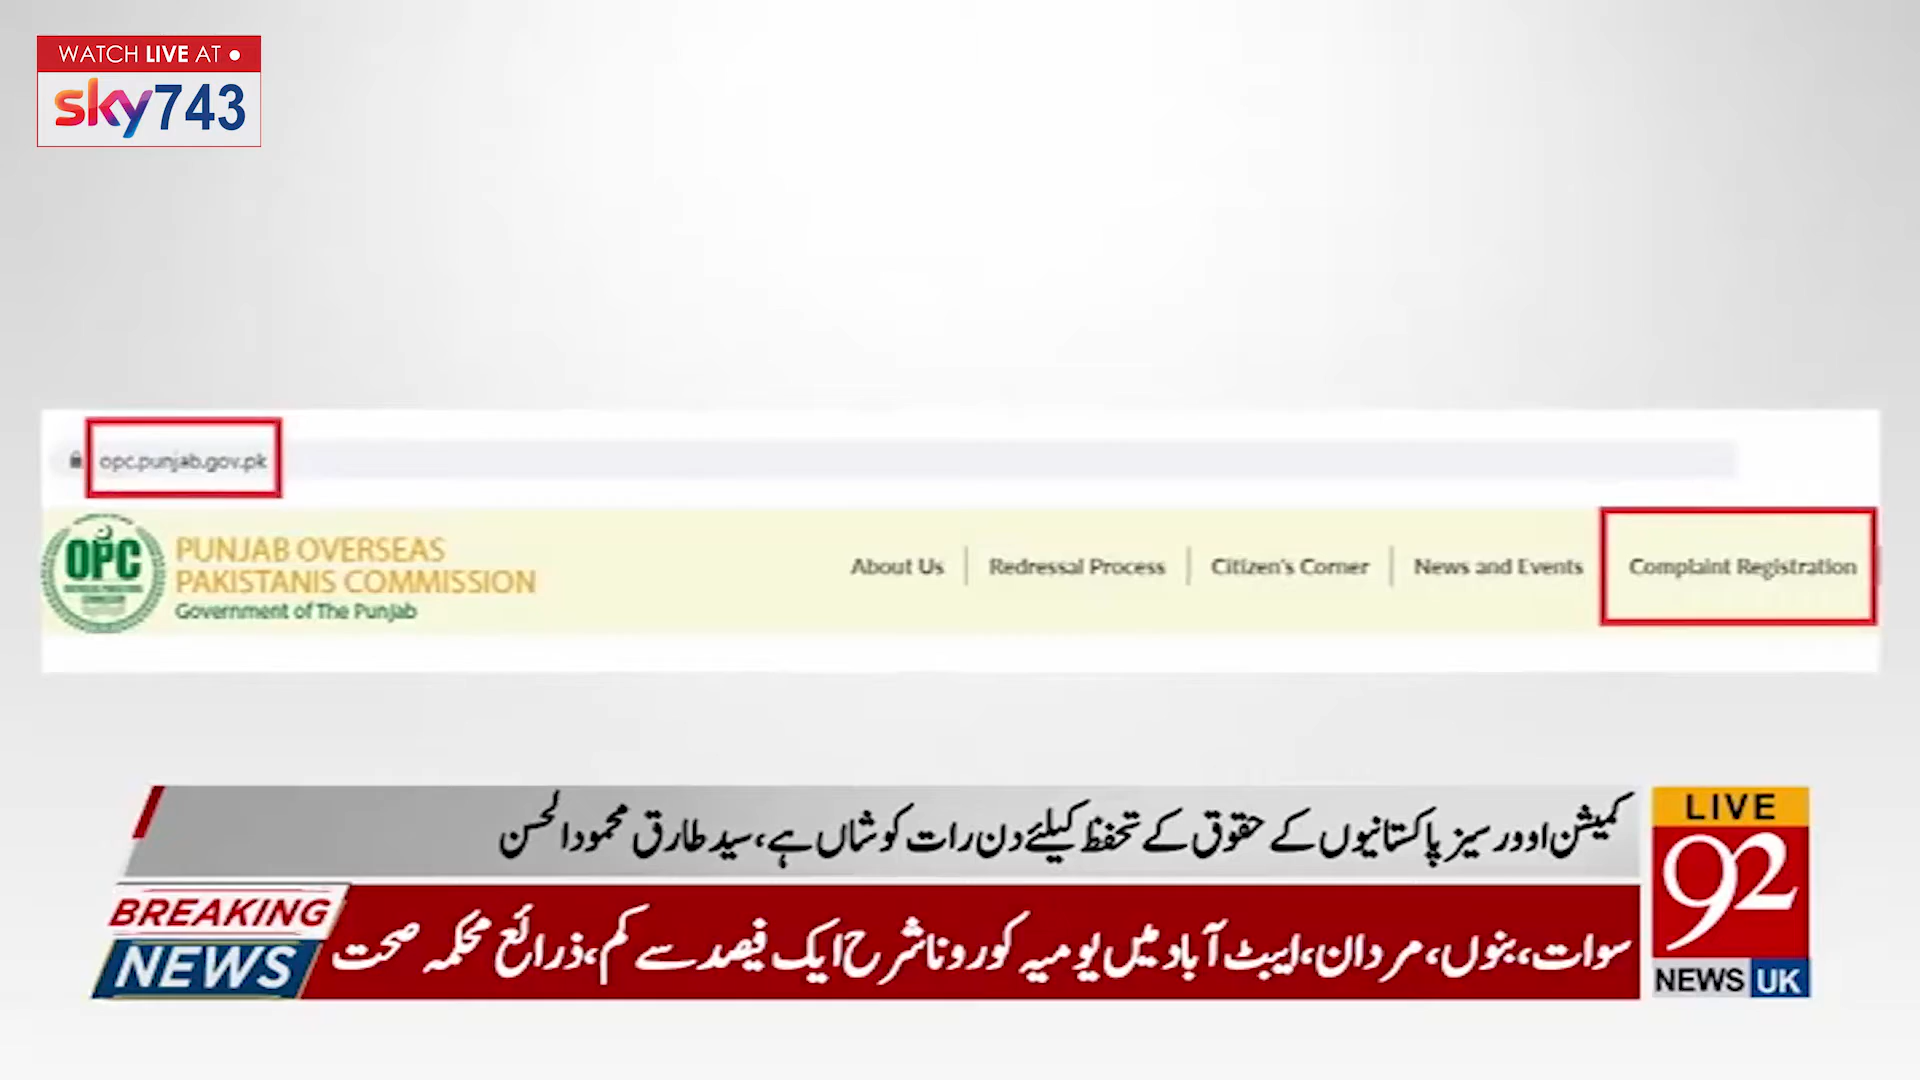 WATCH LIVE AT
sky743
opc.punjab.gov.pk
OPC
PUNJAB OVERSEAS
PAKISTANIS COMMISSION
Government of The Punjab
About Us
Redressal Process
Citizen's Corner
News and Events
Complaint Registration
کمیشن اوورسیز پاکستانیوں کے حقوق کے تحفظ کیلئے دن رات کوشاں ہے، سید طارق محمود الحسن
LIVE
BREAKING
NEWS
سوات، بنوں، مردان، ایبٹ آباد میں یومیہ کورونا شرح ایک فیصد سے کم، ذرائع محکمہ صحت
92
NEWS UK